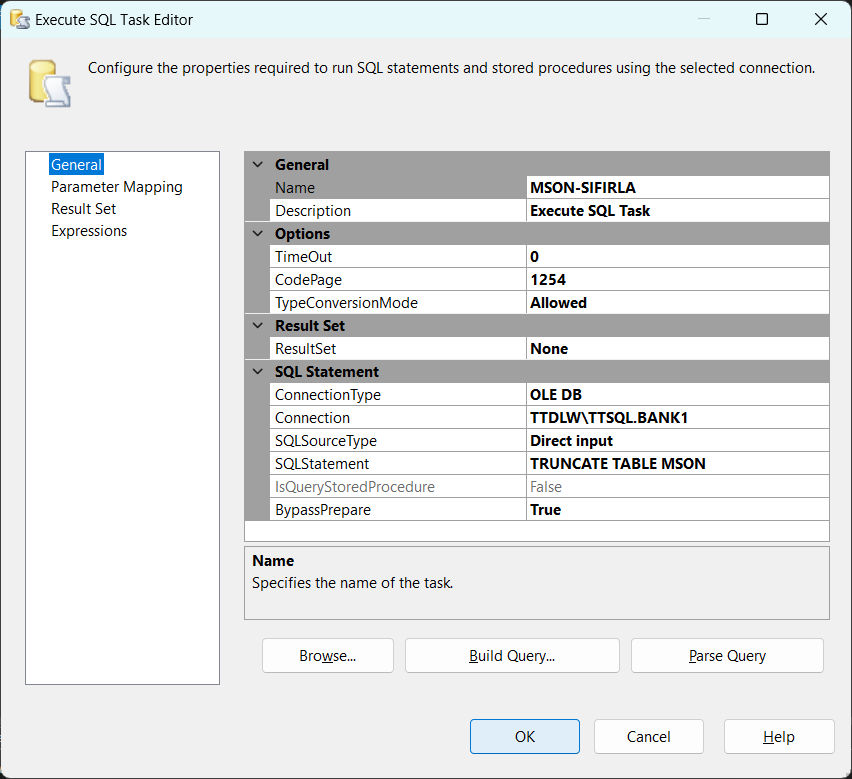 Execute SQL Task Editor
Configure the properties required to run SQL statements and stored procedures using the selected connection.
General
Parameter Mapping
Result Set
Expressions
General
Name MSON-SIFIRLA
Description Execute SQL Task
Options
TimeOut 0
CodePage 1254
TypeConversionMode Allowed
Result Set
ResultSet None
SQL Statement
ConnectionType OLE DB
Connection TTDLW\TTSQL.BANK1
SQLSourceType Direct input
SQLStatement TRUNCATE TABLE MSON
IsQueryStoredProcedure False
BypassPrepare True
Name
Specifies the name of the task.
Browse... Build Query... Parse Query
OK Cancel Help